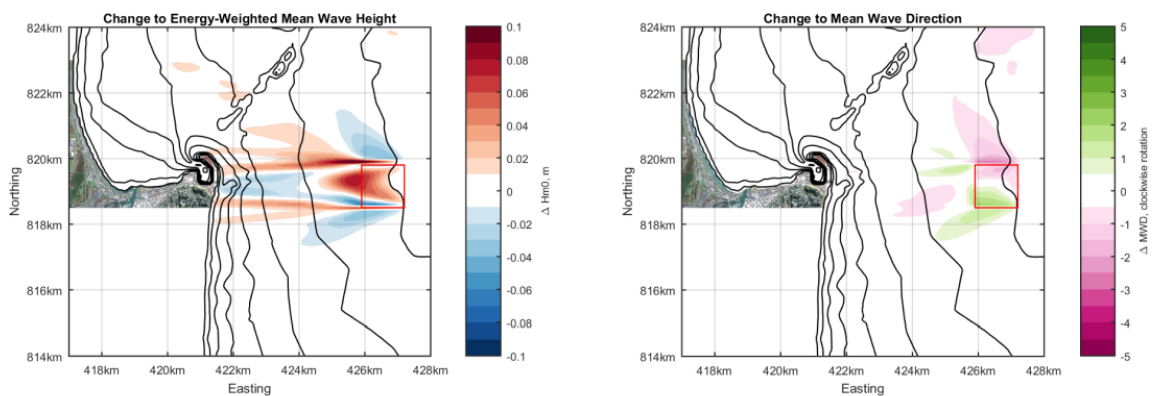 Change to Energy-Weighted Mean Wave Height
824km
822km
820km
818km
816km
814km
Northing
418km 420km 422km 424km 426km 428km
Easting
0.1
0.08
0.06
0.04
0.02
0
-0.02
-0.04
-0.06
-0.08
-0.1
Δ Hm0, m
Change to Mean Wave Direction
824km
822km
820km
818km
816km
814km
Northing
418km 420km 422km 424km 426km 428km
Easting
5
4
3
2
1
0
-1
-2
-3
-4
-5
Δ MWD, clockwise rotation